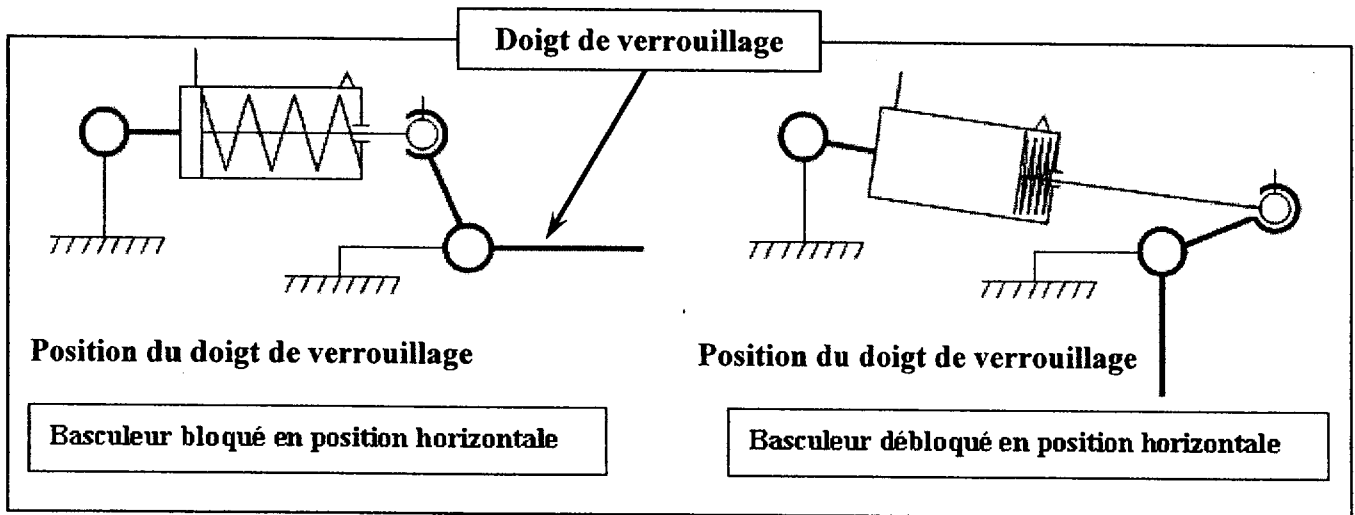 Doigt de verrouillage
Position du doigt de verrouillage
Basculeur bloqué en position horizontale
Position du doigt de verrouillage
Basculeur débloqué en position horizontale